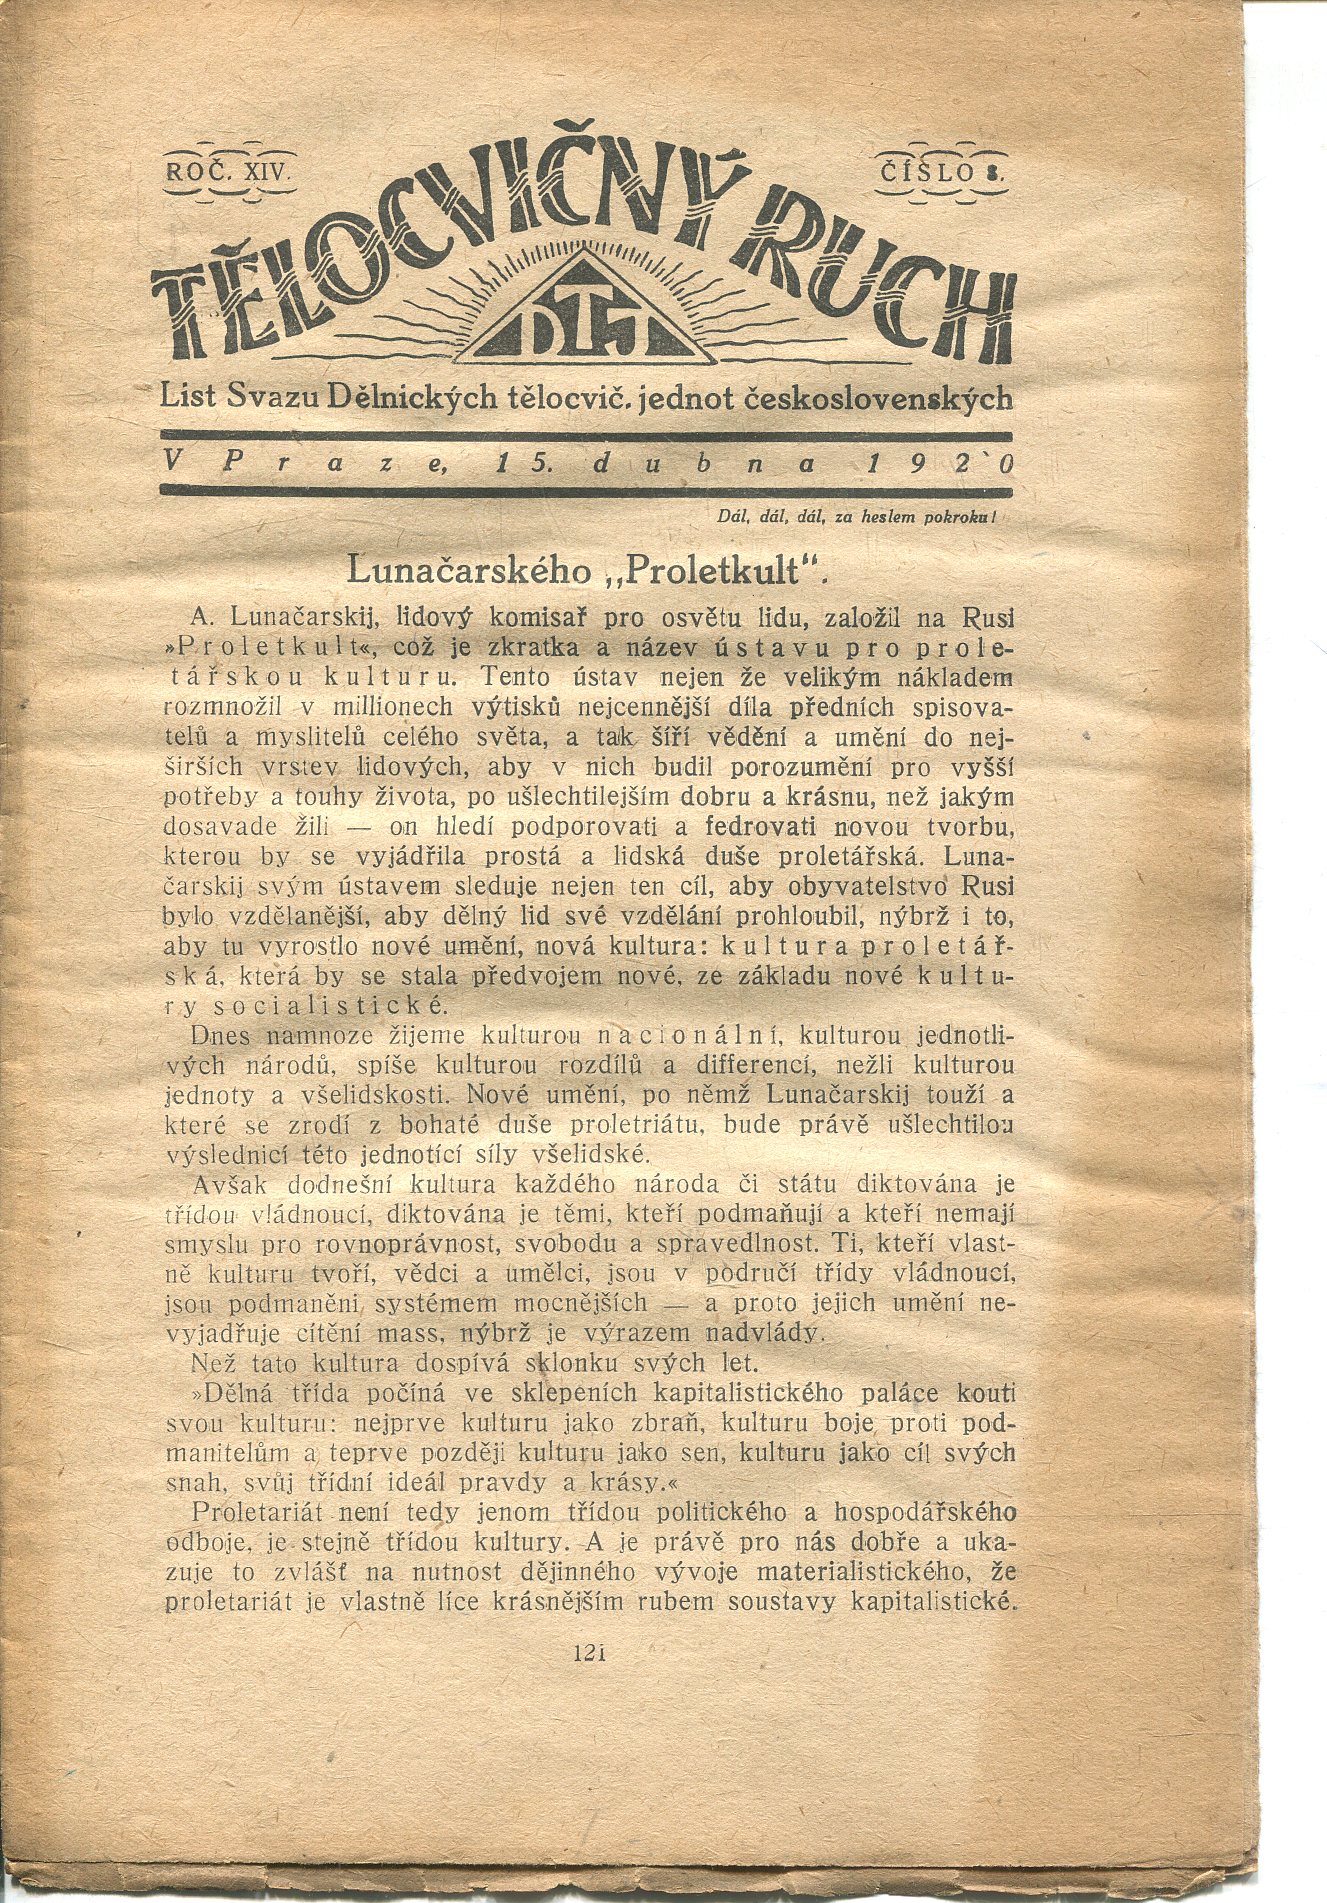 ROČ. XIV.
ČÍSLO 8.
TĚLOCVIČNÝ RUCH
DTJ
List Svazu Dělnických tělocvič. jednot československých
V Praze, 15. dubna 192`0
Dál, dál, dál, za heslem pokroku!
Lunačarského „Proletkult“.
A. Lunačarskij, lidový komisař pro osvětu lidu, založil na Rusi
»Proletkult«, což je zkratka a název ústavu pro prole-
tářskou kulturu. Tento ústav nejen že velikým nákladem
rozmnožil v millionech výtisků nejcennější díla předních spisova-
telů a myslitelů celého světa, a tak šíří vědění a umění do nej-
širších vrstev lidových, aby v nich budil porozumění pro vyšší
potřeby a touhy života, po ušlechtilejším dobru a krásnu, než jakým
dosavade žili — on hledí podporovati a fedrovati novou tvorbu,
kterou by se vyjádřila prostá a lidská duše proletářská. Luna-
čarskij svým ústavem sleduje nejen ten cíl, aby obyvatelstvo Rusi
bylo vzdělanější, aby dělný lid své vzdělání prohloubil, nýbrž i to,
aby tu vyrostlo nové umění, nová kultura: kultura proletář-
ská, která by se stala předvojem nové, ze základu nové kultu-
ry socialistické.
Dnes namnoze žijeme kulturou nacionální, kulturou jednotli-
vých národů, spíše kulturou rozdílů a differencí, nežli kulturou
jednoty a všelidskosti. Nové umění, po němž Lunačarskij touží a
které se zrodí z bohaté duše proletriátu, bude právě ušlechtilou
výslednicí této jednotící síly všelidské.
Avšak dodnešní kultura každého národa či státu diktována je
třídou vládnoucí, diktována je těmi, kteří podmaňují a kteří nemají
smyslu pro rovnoprávnost, svobodu a spravedlnost. Ti, kteří vlast-
ně kulturu tvoří, vědci a umělci, jsou v područí třídy vládnoucí,
jsou podmaněni systémem mocnějších — a proto jejich umění ne-
vyjadřuje cítění mass, nýbrž je výrazem nadvlády.
Než tato kultura dospívá sklonku svých let.
»Dělná třída počíná ve sklepeních kapitalistického paláce kouti
svou kulturu: nejprve kulturu jako zbraň, kulturu boje proti pod-
manitelům a teprve později kulturu jako sen, kulturu jako cíl svých
snah, svůj třídní ideál pravdy a krásy.«
Proletariát není tedy jenom třídou politického a hospodářského
odboje, je stejně třídou kultury. A je právě pro nás dobře a uka-
zuje to zvlášť na nutnost dějinného vývoje materialistického, že
proletariát je vlastně líce krásnějším rubem soustavy kapitalistické.
121